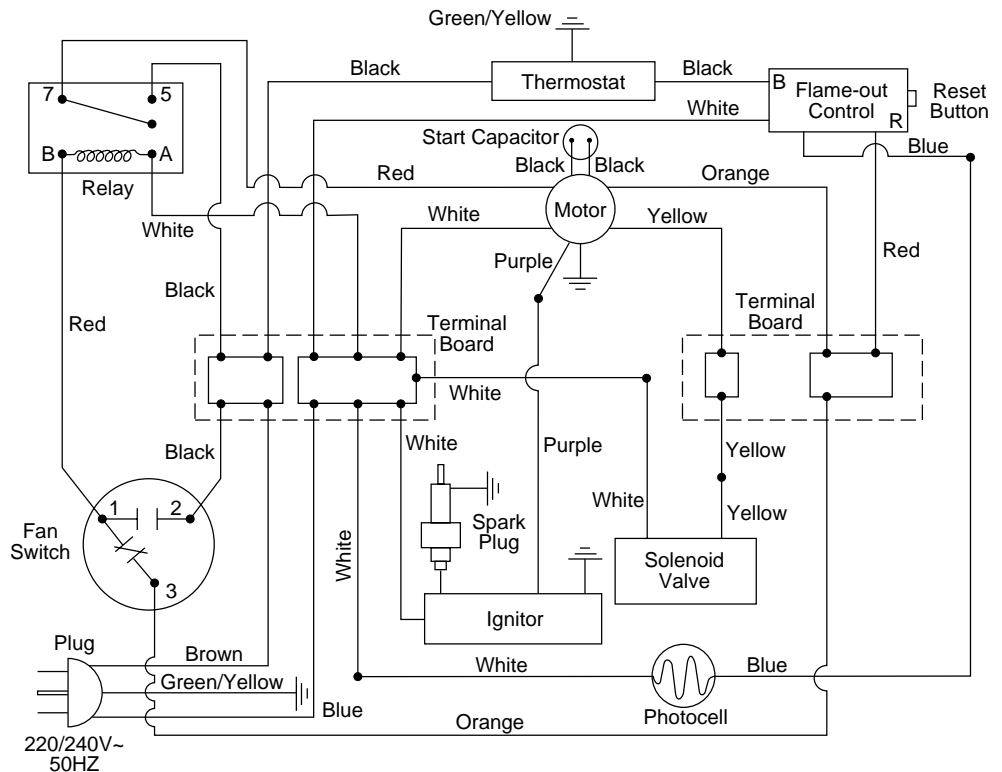 Green/Yellow
Black
Thermostat
Black
B
Flame-out
Control
R
Reset
Button
White
Blue
7
5
B
A
Relay
Start Capacitor
Black
Black
Red
Motor
Orange
White
White
Yellow
Purple
Red
Black
Red
Terminal
Board
Terminal
Board
White
Black
White
Purple
Yellow
Fan
Switch
1
2
3
White
Spark
Plug
White
Yellow
Solenoid
Valve
Ignitor
Plug
Brown
Green/Yellow
Blue
White
Blue
Photocell
Orange
220/240V~
50HZ